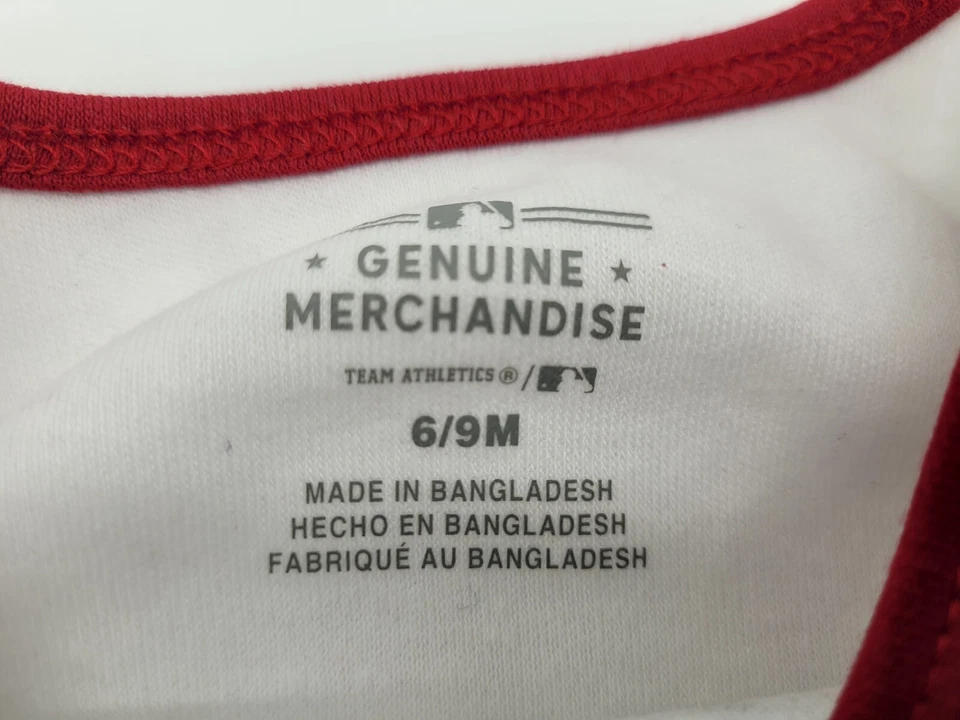 GENUINE
MERCHANDISE
TEAM ATHLETICS®/
6/9M
MADE IN BANGLADESH
HECHO EN BANGLADESH
FABRIQUÉ AU BANGLADESH